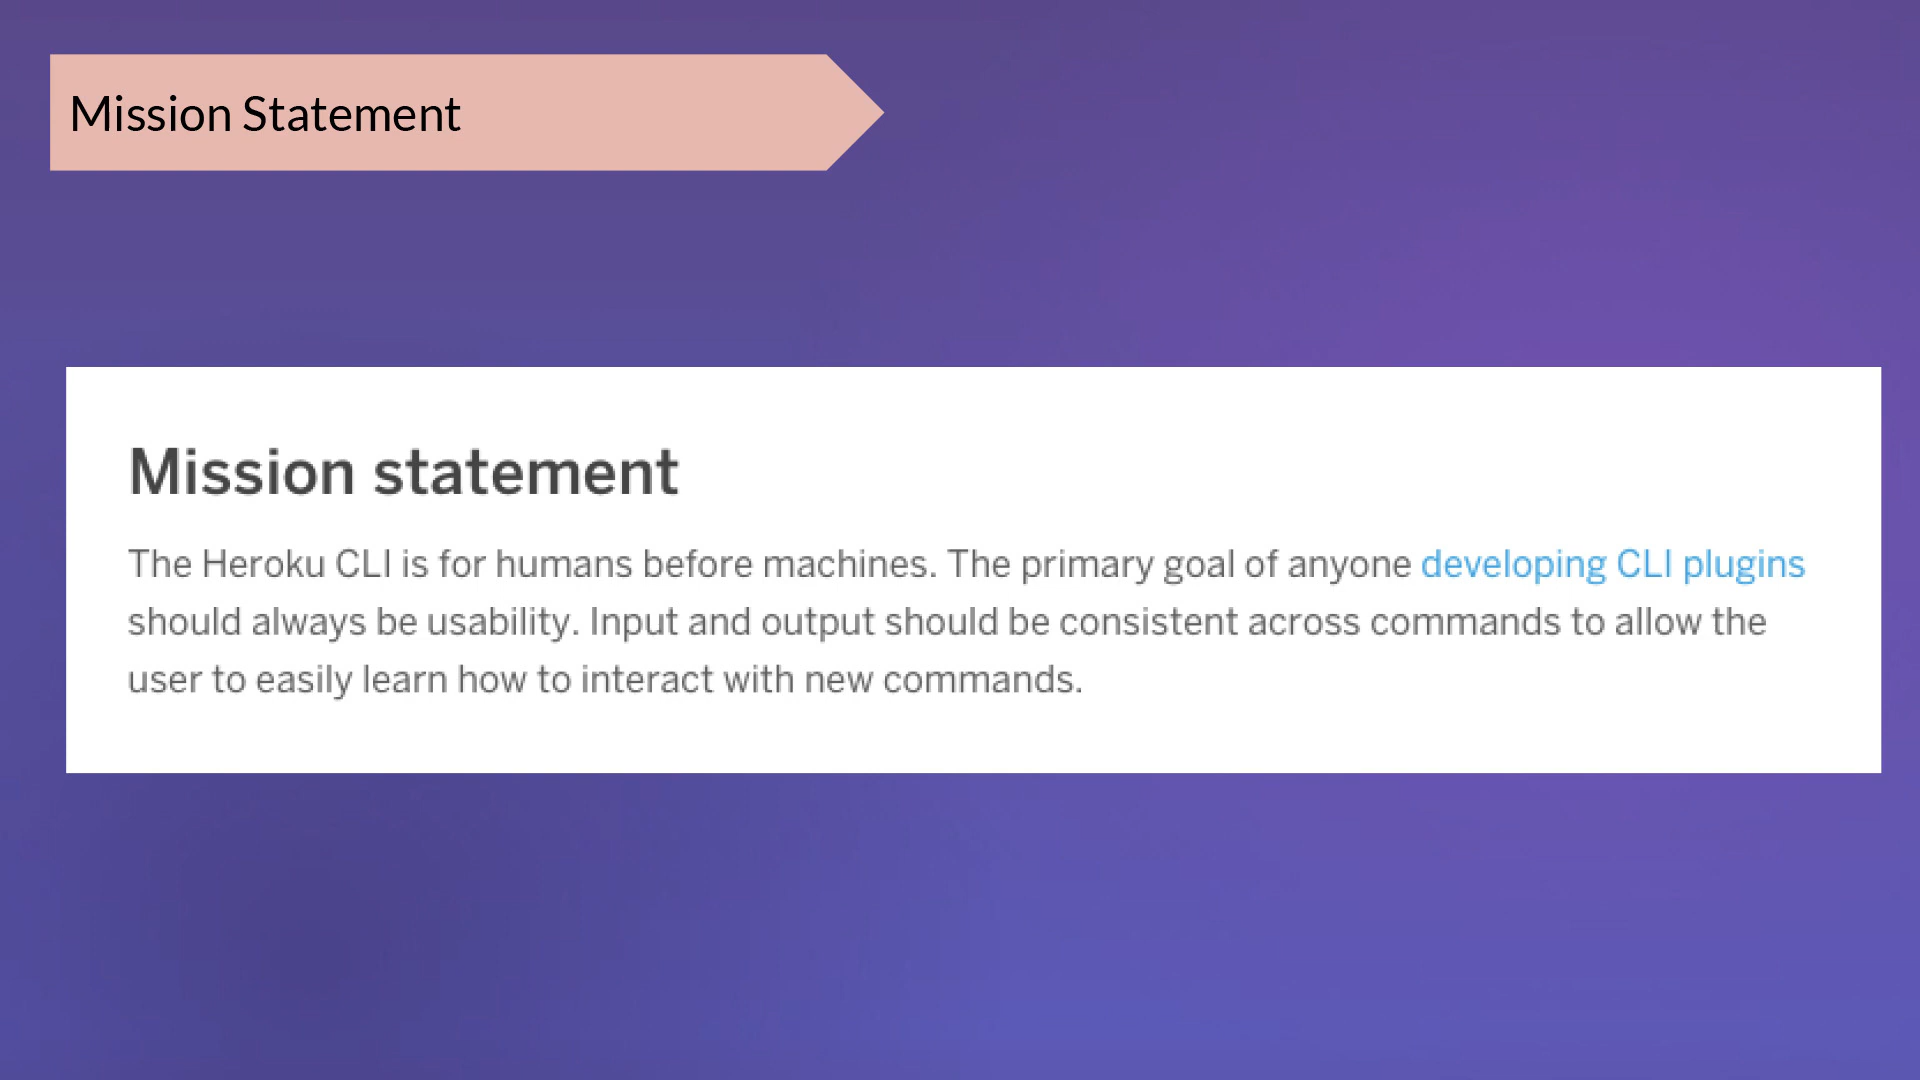 Mission Statement
Mission statement
The Heroku CLI is for humans before machines. The primary goal of anyone developing CLI plugins
should always be usability. Input and output should be consistent across commands to allow the
user to easily learn how to interact with new commands.